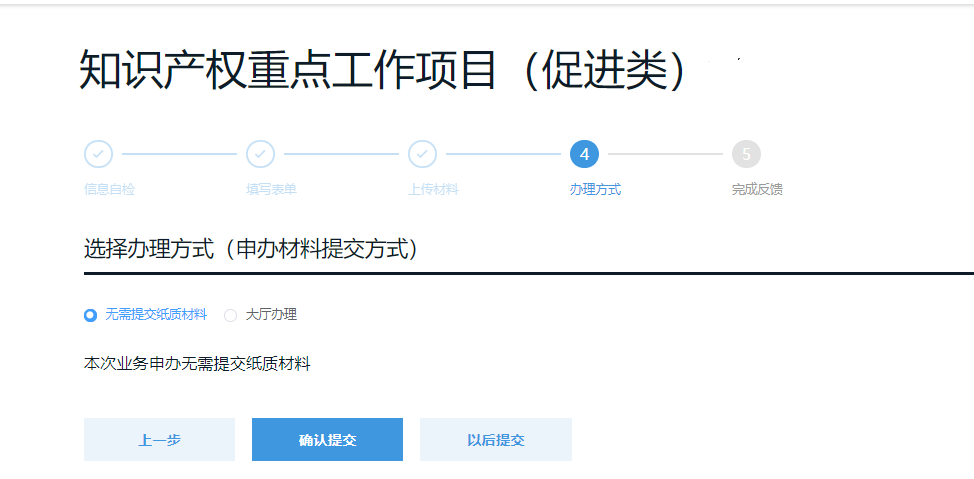 知识产权重点工作项目（促进类）
4 5
信息自检 填写表单 上传材料 办理方式 完成反馈
选择办理方式（申办材料提交方式）
无需提交纸质材料 大厅办理
本次业务申办无需提交纸质材料
上一步 确认提交 以后提交